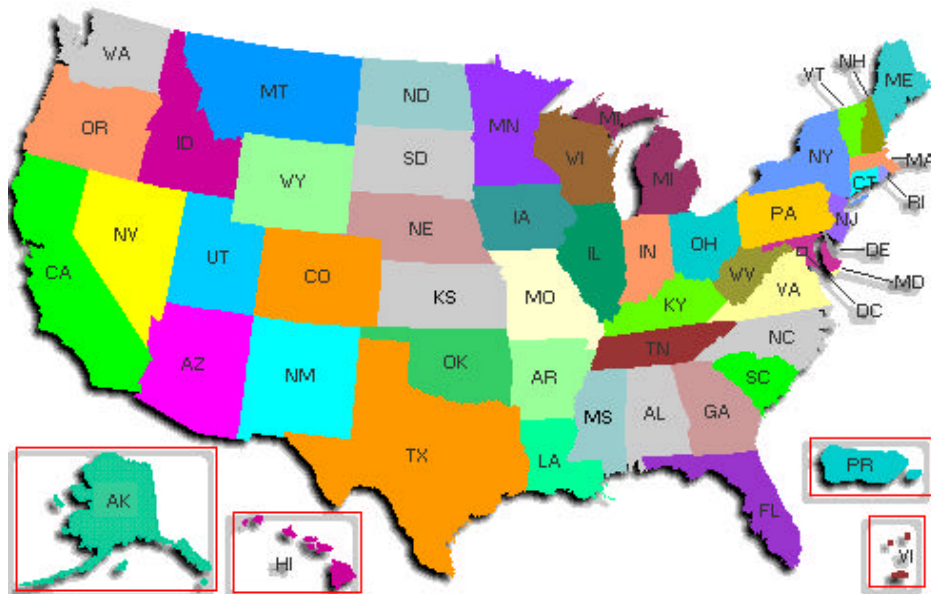 WA
MT
ND
MN
MI
VT
NH
ME
OR
ID
SD
WI
MI
NY
MA
WY
CT
RI
IA
NE
PA
NJ
NV
UT
CO
IL
IN
OH
DE
CA
KS
MO
WV
MD
KY
VA
DC
AZ
NM
OK
AR
TN
NC
SC
MS
AL
GA
TX
LA
FL
AK
HI
PR
VI